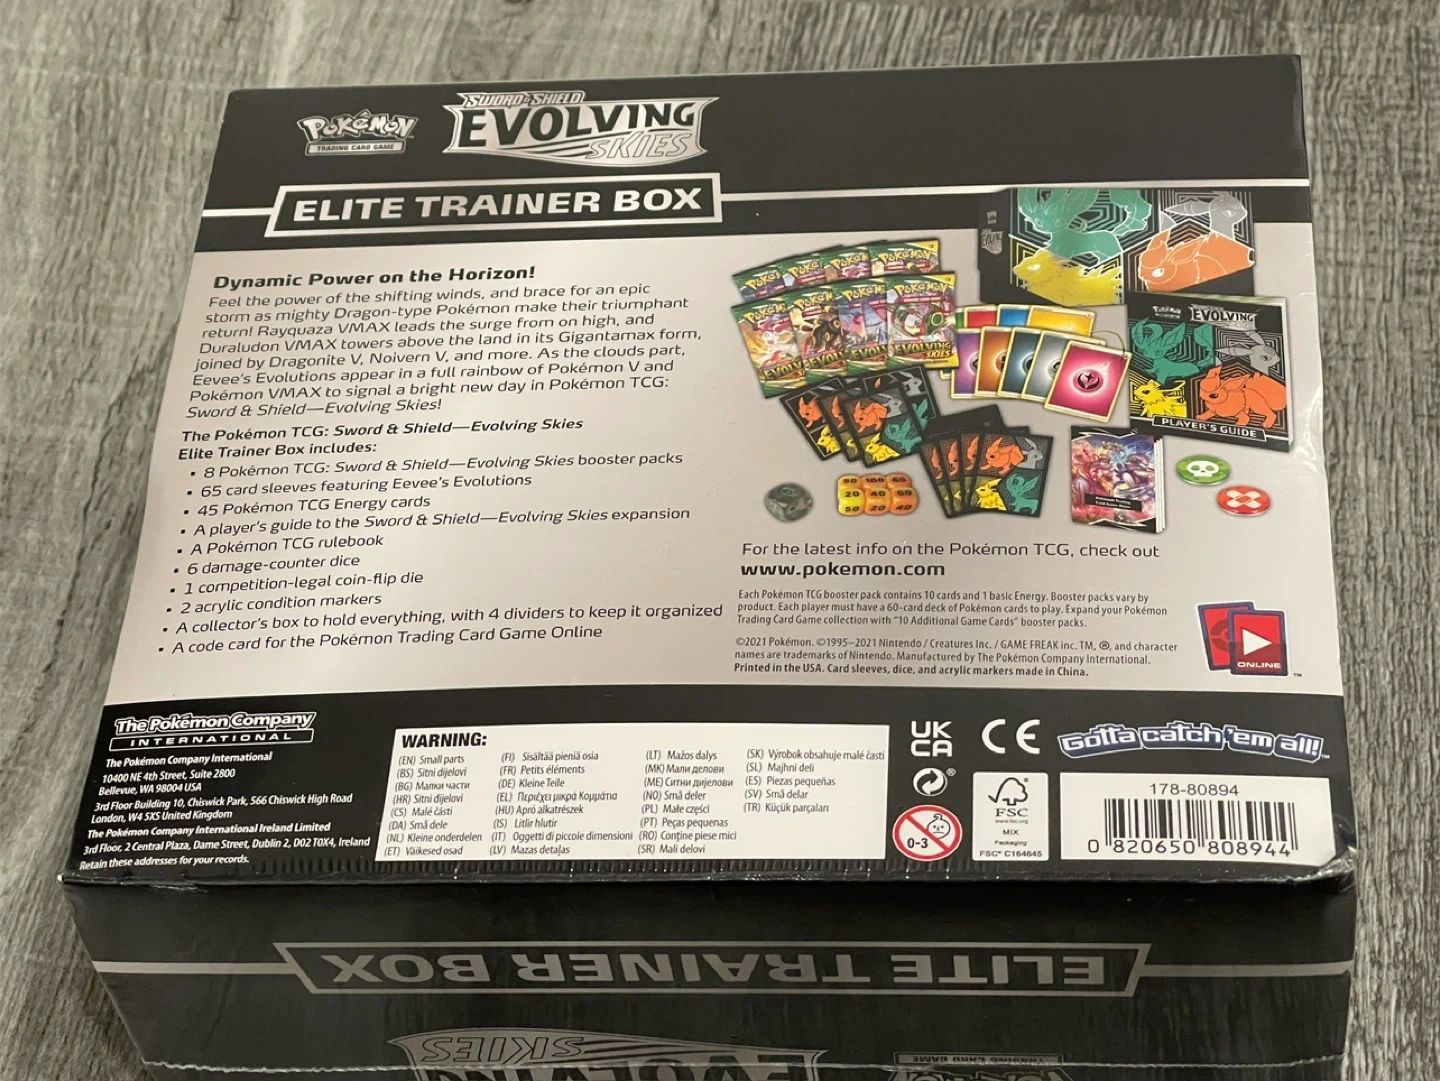 Pokémon
TRADING CARD GAME
SWORD & SHIELD
EVOLVING
SKIES
ELITE TRAINER BOX
Dynamic Power on the Horizon!
Feel the power of the shifting winds, and brace for an epic
storm as mighty Dragon-type Pokémon make their triumphant
return! Rayquaza VMAX leads the surge from on high, and
Duraludon VMAX towers above the land in its Gigantamax form,
joined by Dragonite V, Noivern V, and more. As the clouds part,
Eevee's Evolutions appear in a full rainbow of Pokémon V and
Pokémon VMAX to signal a bright new day in Pokémon TCG:
Sword & Shield—Evolving Skies!
The Pokémon TCG: Sword & Shield—Evolving Skies
Elite Trainer Box includes:
• 8 Pokémon TCG: Sword & Shield—Evolving Skies booster packs
• 65 card sleeves featuring Eevee's Evolutions
• 45 Pokémon TCG Energy cards
• A player's guide to the Sword & Shield—Evolving Skies expansion
• A Pokémon TCG rulebook
• 6 damage-counter dice
• 1 competition-legal coin-flip die
• 2 acrylic condition markers
• A collector's box to hold everything, with 4 dividers to keep it organized
• A code card for the Pokémon Trading Card Game Online
EVOLVING
SKIES
EVOLVING
PLAYER'S GUIDE
For the latest info on the Pokémon TCG, check out
www.pokemon.com
Each Pokémon TCG booster pack contains 10 cards and 1 basic Energy. Booster packs vary by
product. Each player must have a 60-card deck of Pokémon cards to play. Expand your Pokémon
Trading Card Game collection with "10 Additional Game Cards" booster packs.
©2021 Pokémon. ©1995–2021 Nintendo / Creatures Inc. / GAME FREAK inc. TM, ®, and character
names are trademarks of Nintendo. Manufactured by The Pokémon Company International.
Printed in the USA. Card sleeves, dice, and acrylic markers made in China.
ONLINE
TM
The Pokémon Company
INTERNATIONAL
The Pokémon Company International
10400 NE 4th Street, Suite 2800
Bellevue, WA 98004 USA
3rd Floor Building 10, Chiswick Park, 566 Chiswick High Road
London, W4 5XS United Kingdom
The Pokémon Company International Ireland Limited
3rd Floor, 2 Central Plaza, Dame Street, Dublin 2, D02 T0X4, Ireland
Retain these addresses for your records.
WARNING:
(EN) Small parts
(BS) Sitni dijelovi
(BG) Малки части
(HR) Sitni dijelovi
(CS) Malé části
(DA) Små dele
(NL) Kleine onderdelen
(ET) Väikesed osad
(FI) Sisältää pieniä osia
(FR) Petits éléments
(DE) Kleine Teile
(EL) Περιέχει μικρά Κομμάτια
(HU) Apró alkatrészek
(IS) Litlir hlutir
(IT) Oggetti di piccole dimensioni
(LV) Mazas detaļas
(LT) Mažos dalys
(MK) Мали делови
(ME) Ситни дијелови
(NO) Små deler
(PL) Małe części
(PT) Peças pequenas
(RO) Conține piese mici
(SR) Mali delovi
(SK) Výrobok obsahuje malé časti
(SL) Majhni deli
(ES) Piezas pequeñas
(SV) Små delar
(TR) Küçük parçaları
UK
CA
CE
0-3
FSC
www.fsc.org
MIX
Packaging
FSC® C164645
Gotta catch 'em all!
178-80894
0 820650 808944
ELITE TRAINER BOX
SKIES
EVOLVING
TRADING CARD GAME